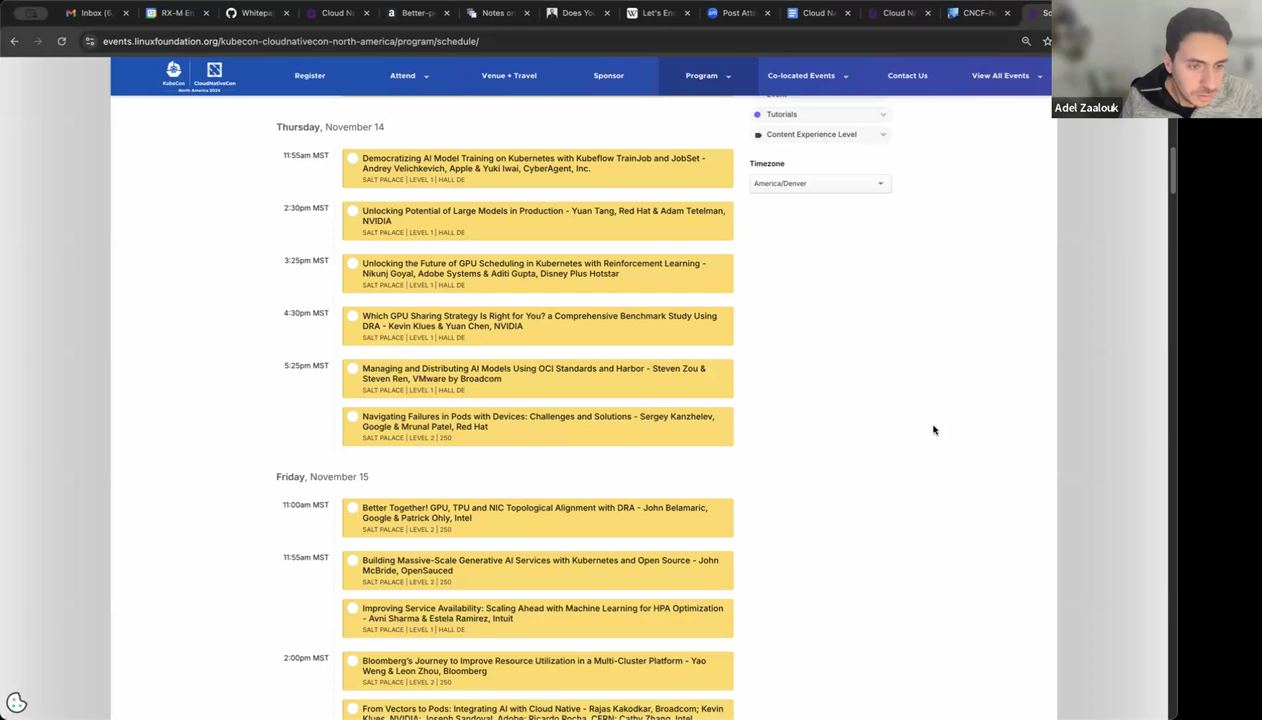 Inbox (6,
RX-M En
Whitepa
Cloud Ne
Better-p
Notes on
Does Yo
Let's En
Post Att
Cloud Na
Cloud Na
CNCF-h
Sc
events.linuxfoundation.org/kubecon-cloudnativecon-north-america/program/schedule/
KubeCon CloudNativeCon
North America 2024
Register
Attend
Venue + Travel
Sponsor
Program
Co-located Events
Contact Us
View All Events
Adel Zaalouk
Event
Tutorials
Content Experience Level
Timezone
America/Denver
Thursday, November 14
11:55am MST
Democratizing AI Model Training on Kubernetes with Kubeflow TrainJob and JobSet -
Andrey Velichkevich, Apple & Yuki Iwai, CyberAgent, Inc.
SALT PALACE | LEVEL 1 | HALL DE
2:30pm MST
Unlocking Potential of Large Models in Production - Yuan Tang, Red Hat & Adam Tetelman,
NVIDIA
SALT PALACE | LEVEL 1 | HALL DE
3:25pm MST
Unlocking the Future of GPU Scheduling in Kubernetes with Reinforcement Learning -
Nikunj Goyal, Adobe Systems & Aditi Gupta, Disney Plus Hotstar
SALT PALACE | LEVEL 1 | HALL DE
4:30pm MST
Which GPU Sharing Strategy Is Right for You? a Comprehensive Benchmark Study Using
DRA - Kevin Klues & Yuan Chen, NVIDIA
SALT PALACE | LEVEL 1 | HALL DE
5:25pm MST
Managing and Distributing AI Models Using OCI Standards and Harbor - Steven Zou &
Steven Ren, VMware by Broadcom
SALT PALACE | LEVEL 1 | HALL DE
Navigating Failures in Pods with Devices: Challenges and Solutions - Sergey Kanzhelev,
Google & Mrunal Patel, Red Hat
SALT PALACE | LEVEL 2 | 250
Friday, November 15
11:00am MST
Better Together! GPU, TPU and NIC Topological Alignment with DRA - John Belamaric,
Google & Patrick Ohly, Intel
SALT PALACE | LEVEL 2 | 250
11:55am MST
Building Massive-Scale Generative AI Services with Kubernetes and Open Source - John
McBride, OpenSauced
SALT PALACE | LEVEL 2 | 250
Improving Service Availability: Scaling Ahead with Machine Learning for HPA Optimization
- Avni Sharma & Estela Ramirez, Intuit
SALT PALACE | LEVEL 1 | HALL DE
2:00pm MST
Bloomberg's Journey to Improve Resource Utilization in a Multi-Cluster Platform - Yao
Weng & Leon Zhou, Bloomberg
SALT PALACE | LEVEL 2 | 250
From Vectors to Pods: Integrating AI with Cloud Native - Rajas Kakodkar, Broadcom; Kevin
Klues, NVIDIA; Joseph Sandoval, Adobe; Ricardo Rocha, CERN; Cathy Zhang, Intel